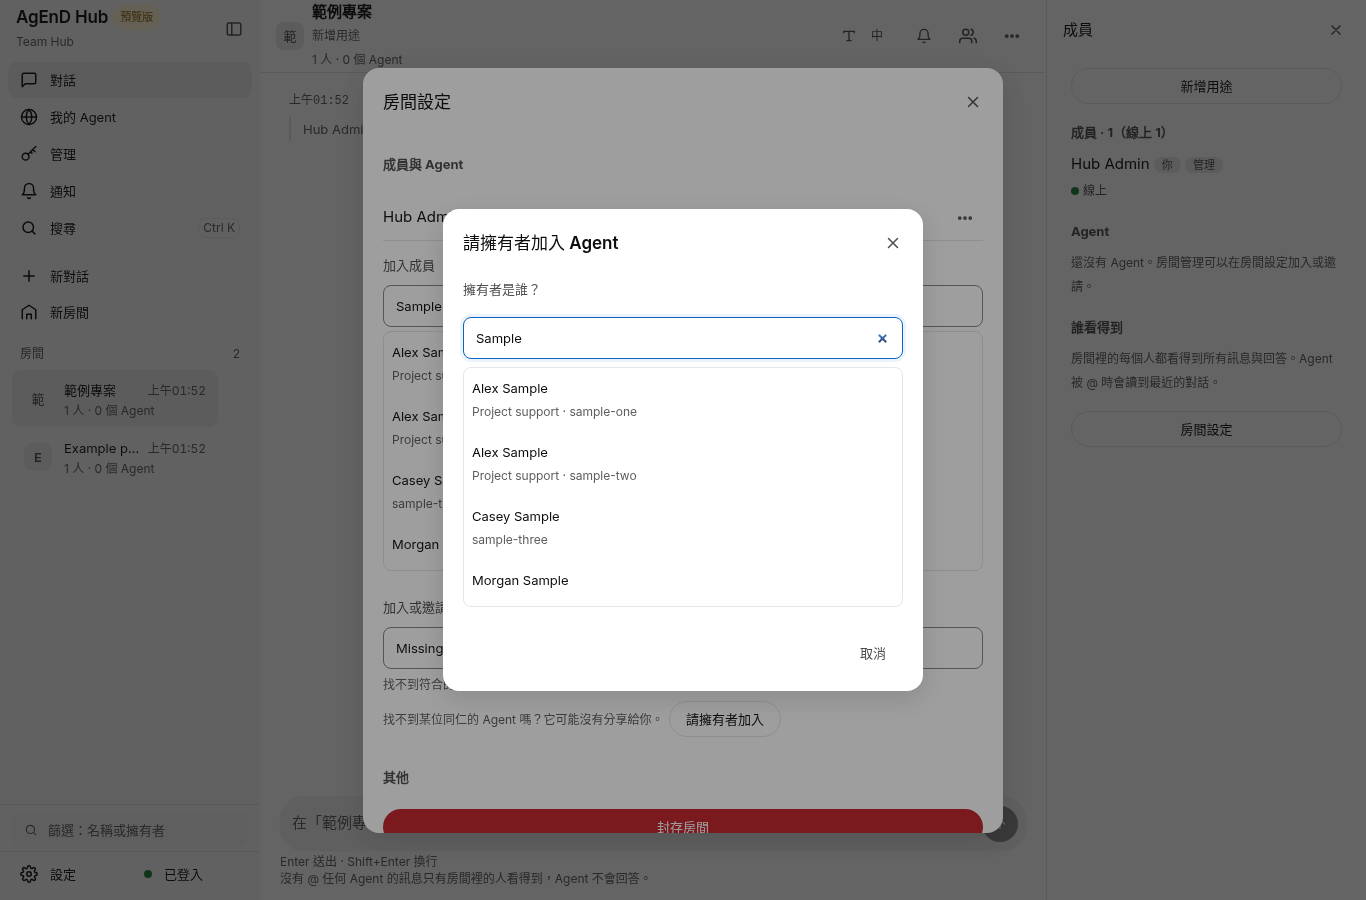 AgEnD Hub 預覽版
Team Hub
對話
我的 Agent
管理
通知
搜尋 Ctrl K
新對話
新房間
房間 2
範 範例專案 上午01:52
1 人 · 0 個 Agent
E Example p... 上午01:52
1 人 · 0 個 Agent
篩選：名稱或擁有者
設定 已登入
範 範例專案
新增用途
1 人 · 0 個 Agent
中
上午01:52
Hub Admi
在「範例專
Enter 送出 · Shift+Enter 換行
沒有 @ 任何 Agent 的訊息只有房間裡的人看得到，Agent 不會回答。
房間設定
成員與 Agent
Hub Adm
加入成員
Sample
Alex Sam
Project su
Alex Sam
Project su
Casey S
sample-t
Morgan
加入或邀請
Missing
找不到符合
找不到某位同仁的 Agent 嗎？它可能沒有分享給你。 請擁有者加入
其他
封存房間
請擁有者加入 Agent
擁有者是誰？
Sample
Alex Sample
Project support · sample-one
Alex Sample
Project support · sample-two
Casey Sample
sample-three
Morgan Sample
取消
成員
新增用途
成員 · 1（線上 1）
Hub Admin 你 管理
線上
Agent
還沒有 Agent。房間管理可以在房間設定加入或邀
請。
誰看得到
房間裡的每個人都看得到所有訊息與回答。Agent
被 @ 時會讀到最近的對話。
房間設定